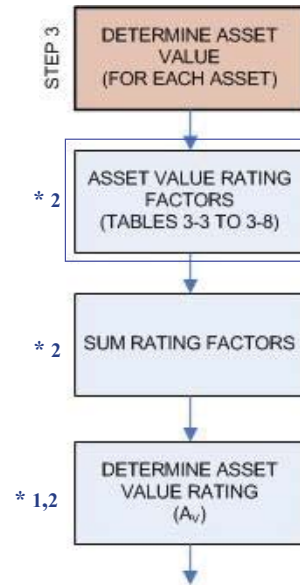 STEP 3
DETERMINE ASSET
VALUE
(FOR EACH ASSET)
* 2
ASSET VALUE RATING
FACTORS
(TABLES 3-3 TO 3-8)
* 2
SUM RATING FACTORS
* 1,2
DETERMINE ASSET
VALUE RATING
(Av)